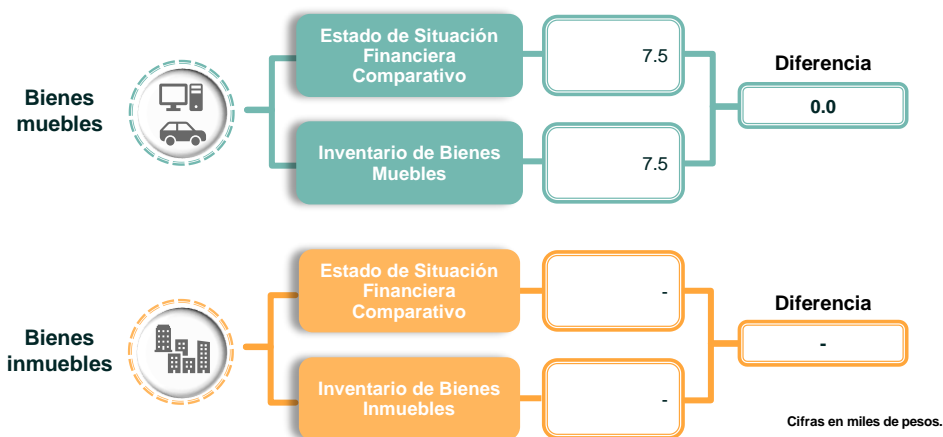 Bienes
muebles
Estado de Situación
Financiera
Comparativo
7.5
Inventario de Bienes
Muebles
7.5
Diferencia
0.0
Bienes
inmuebles
Estado de Situación
Financiera
Comparativo
-
Inventario de Bienes
Inmuebles
-
Diferencia
-
Cifras en miles de pesos.